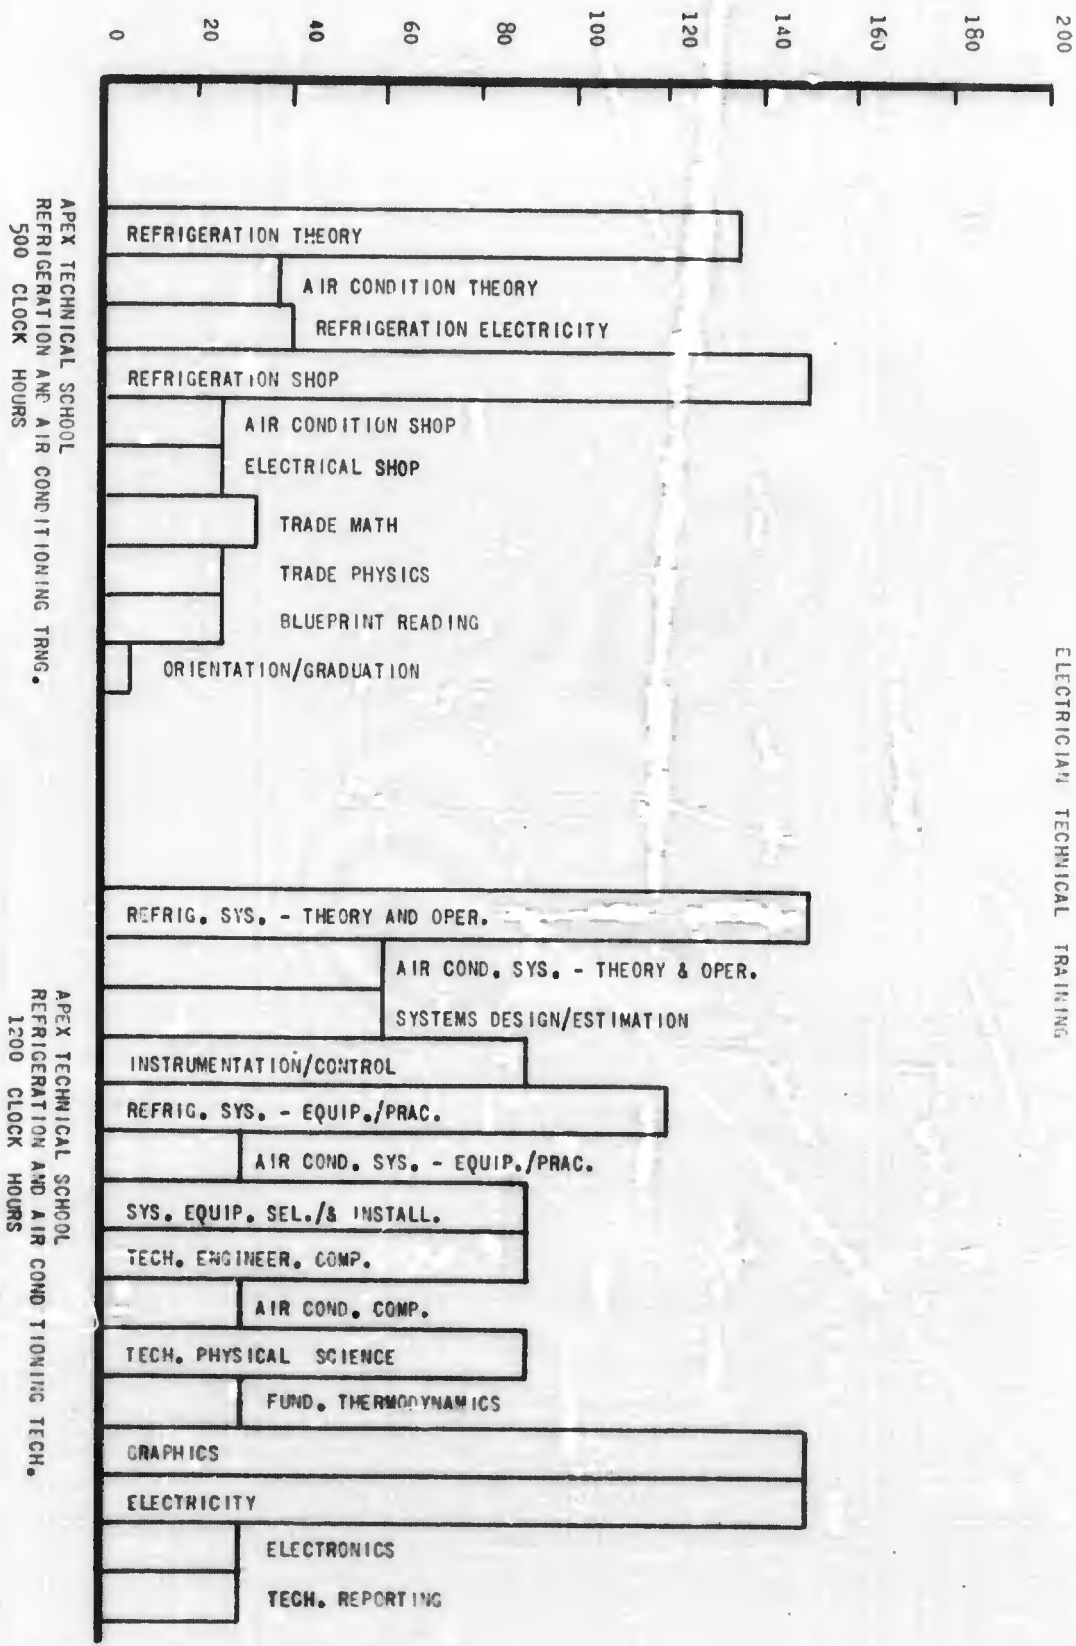 ELECTRICIAN TECHNICAL TRAINING
0
20
40
60
80
100
120
140
160
180
200
REFRIGERATION THEORY
AIR CONDITION THEORY
REFRIGERATION ELECTRICITY
REFRIGERATION SHOP
AIR CONDITION SHOP
ELECTRICAL SHOP
TRADE MATH
TRADE PHYSICS
BLUEPRINT READING
ORIENTATION/GRADUATION
APEX TECHNICAL SCHOOL
REFRIGERATION AND AIR CONDITIONING TRNG.
500 CLOCK HOURS
REFRIG. SYS. - THEORY AND OPER.
AIR COND. SYS. - THEORY & OPER.
SYSTEMS DESIGN/ESTIMATION
INSTRUMENTATION/CONTROL
REFRIG. SYS. - EQUIP./PRAC.
AIR COND. SYS. - EQUIP./PRAC.
SYS. EQUIP. SEL./& INSTALL.
TECH. ENGINEER. COMP.
AIR COND. COMP.
TECH. PHYSICAL SCIENCE
FUND. THERMODYNAMICS
GRAPHICS
ELECTRICITY
ELECTRONICS
TECH. REPORTING
APEX TECHNICAL SCHOOL
REFRIGERATION AND AIR COND TIONING TECH.
1200 CLOCK HOURS